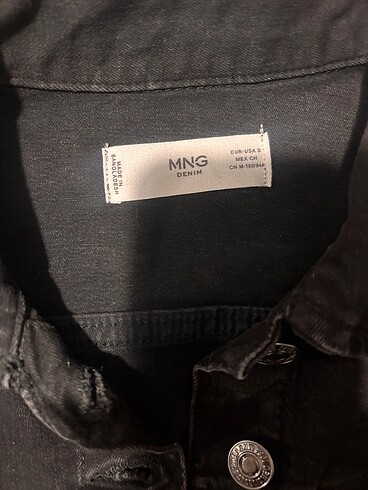 MADE IN
BANGLADESH
MNG
DENIM
EUR-USA S
MEX CH
CN M-160/84A